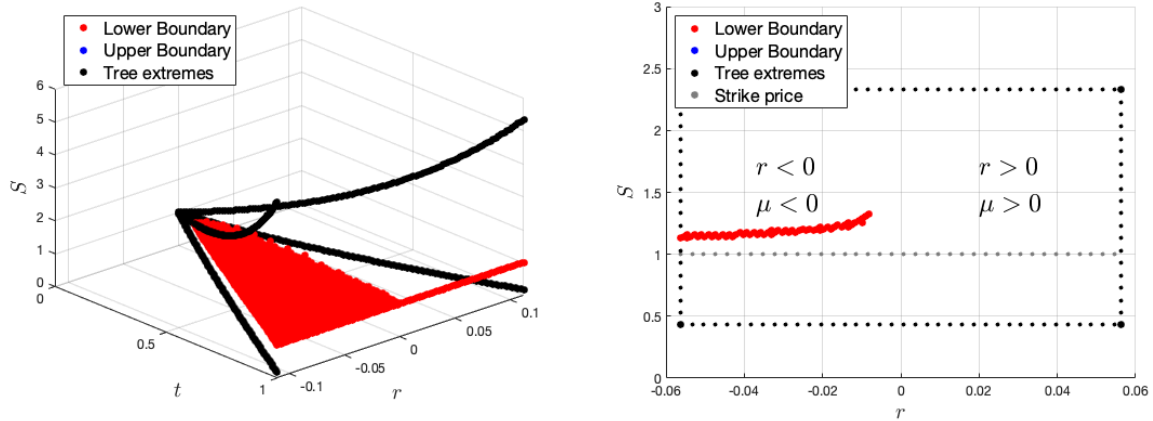 Lower Boundary
Upper Boundary
Tree extremes
6
5
4
3
2
1
0
S
0
0.5
1
t
-0.1
-0.05
0
0.05
0.1
r
Lower Boundary
Upper Boundary
Tree extremes
Strike price
3
2.5
2
1.5
1
0.5
0
S
r < 0
μ < 0
r > 0
μ > 0
-0.06
-0.04
-0.02
0
0.02
0.04
0.06
r